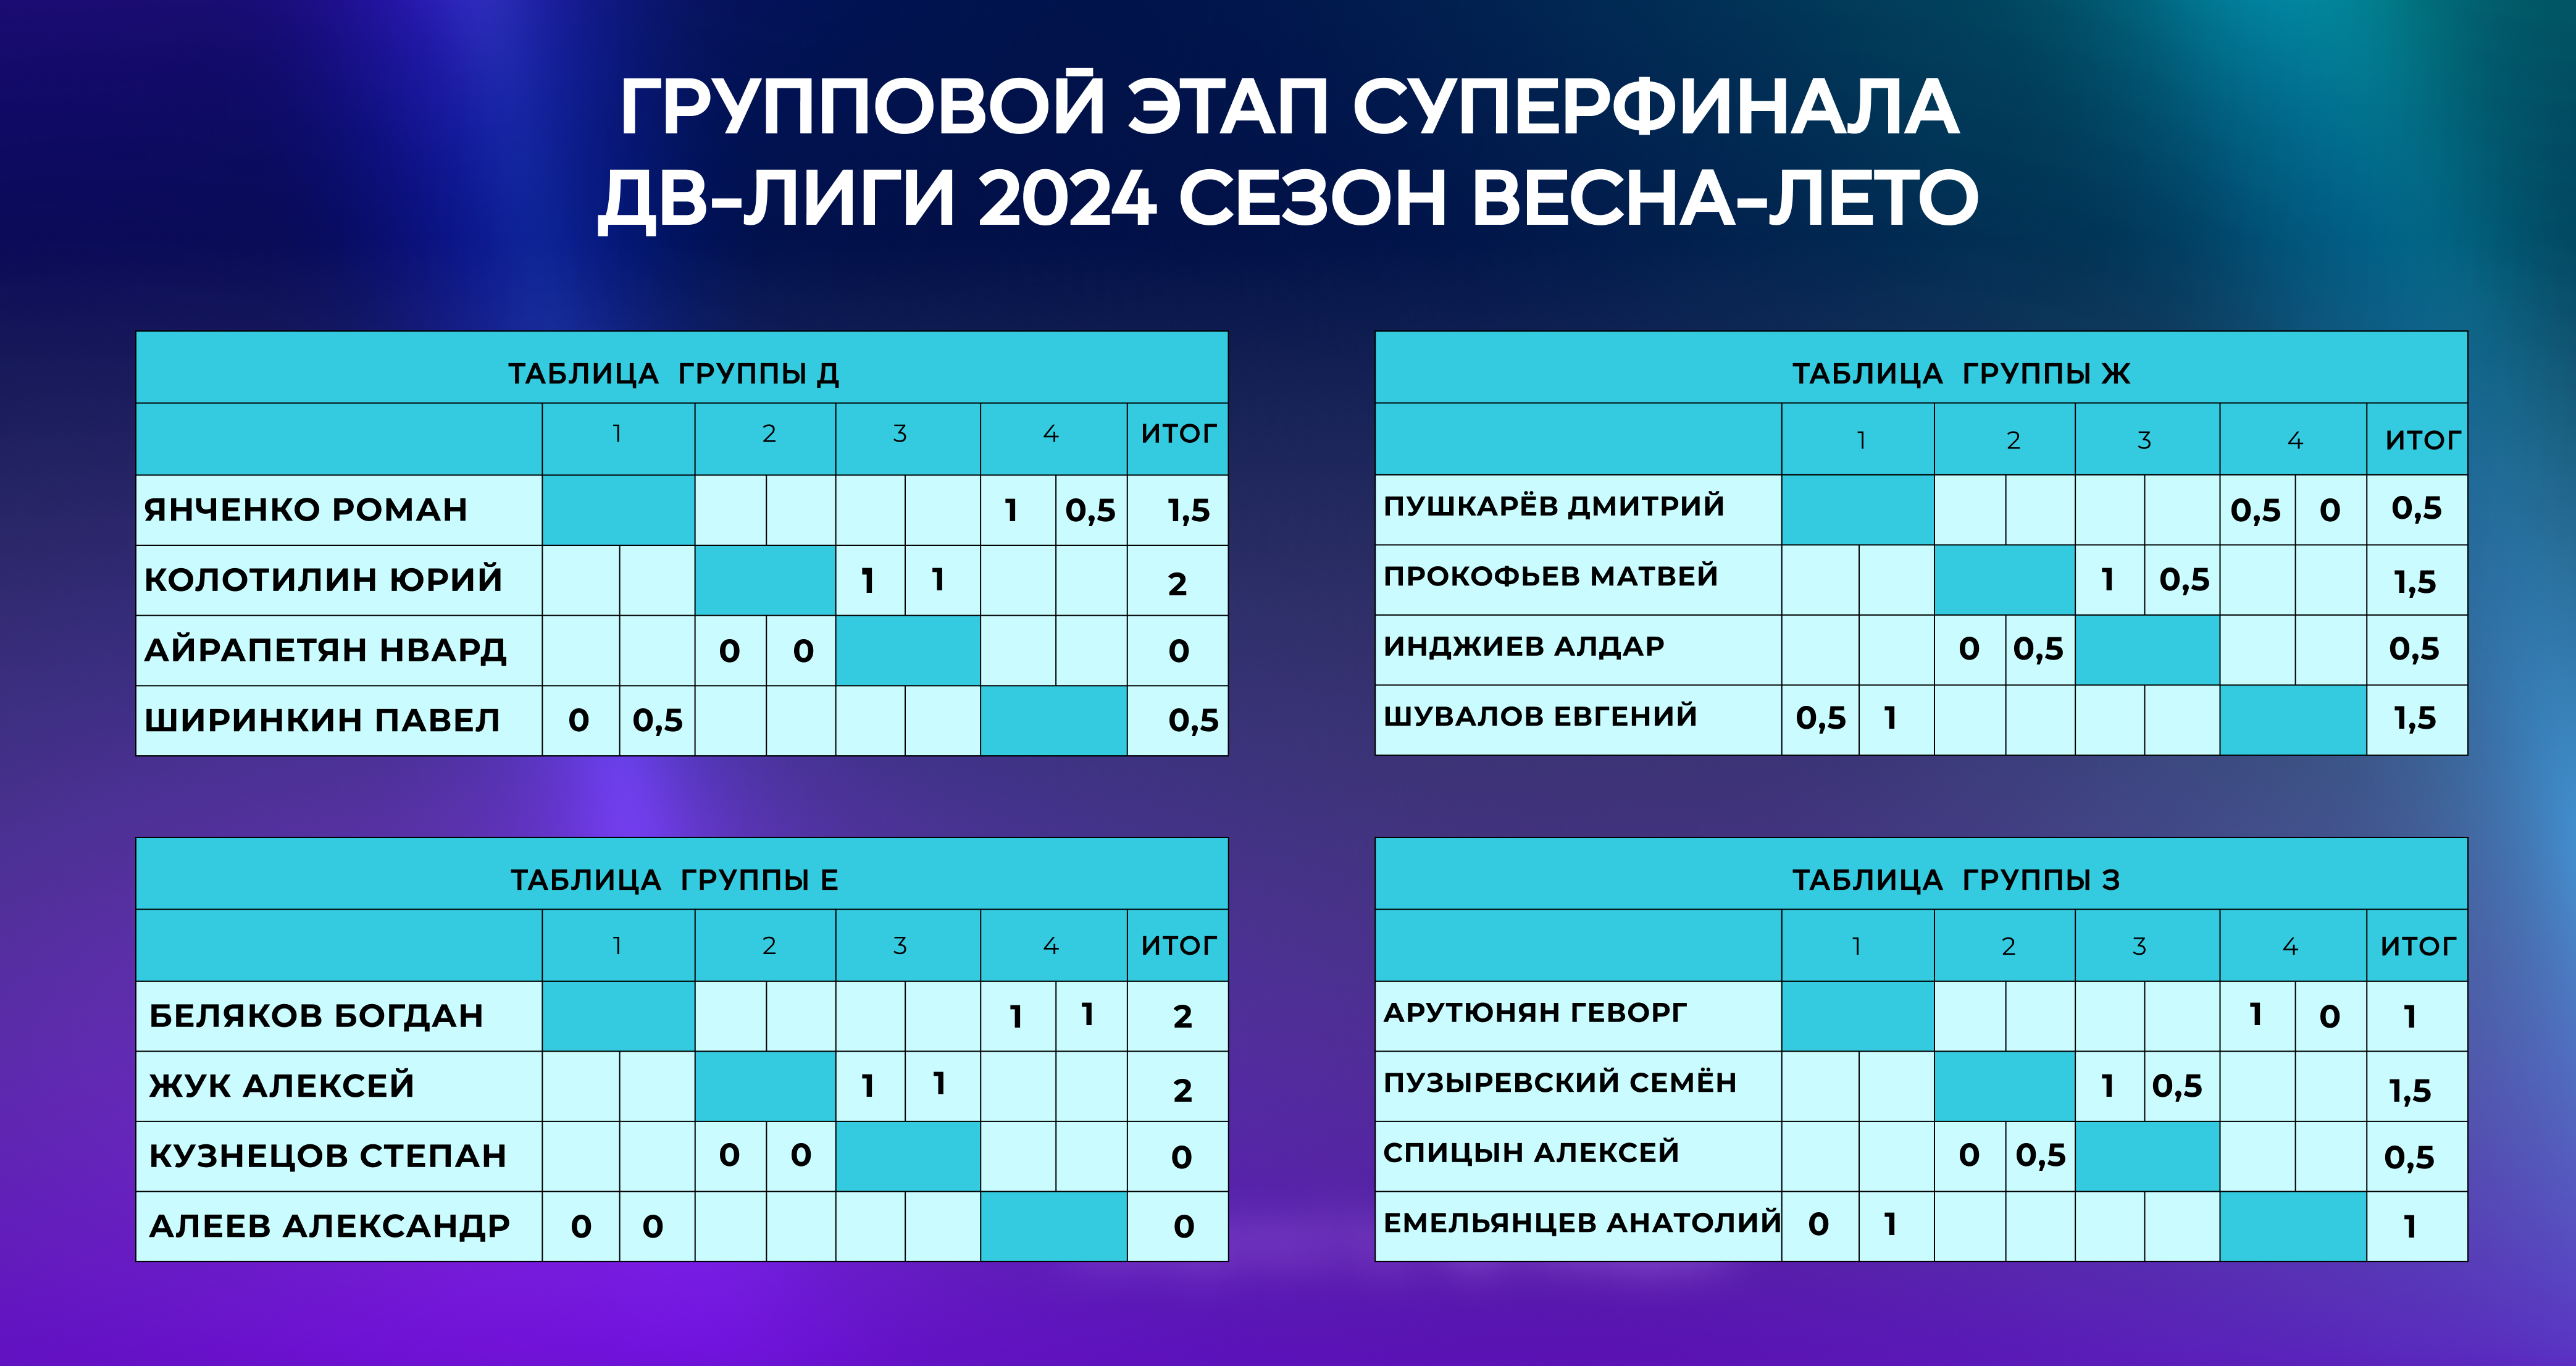 ГРУППОВОЙ ЭТАП СУПЕРФИНАЛА
ДВ-ЛИГИ 2024 СЕЗОН ВЕСНА-ЛЕТО
ТАБЛИЦА ГРУППЫ Д
1 2 3 4 ИТОГ
ЯНЧЕНКО РОМАН 1 0,5 1,5
КОЛОТИЛИН ЮРИЙ 1 1 2
АЙРАПЕТЯН НВАРД 0 0 0
ШИРИНКИН ПАВЕЛ 0 0,5 0,5
ТАБЛИЦА ГРУППЫ Ж
1 2 3 4 ИТОГ
ПУШКАРЁВ ДМИТРИЙ 0,5 0 0,5
ПРОКОФЬЕВ МАТВЕЙ 1 0,5 1,5
ИНДЖИЕВ АЛДАР 0 0,5 0,5
ШУВАЛОВ ЕВГЕНИЙ 0,5 1 1,5
ТАБЛИЦА ГРУППЫ Е
1 2 3 4 ИТОГ
БЕЛЯКОВ БОГДАН 1 1 2
ЖУК АЛЕКСЕЙ 1 1 2
КУЗНЕЦОВ СТЕПАН 0 0 0
АЛЕЕВ АЛЕКСАНДР 0 0 0
ТАБЛИЦА ГРУППЫ З
1 2 3 4 ИТОГ
АРУТЮНЯН ГЕВОРГ 1 0 1
ПУЗЫРЕВСКИЙ СЕМЁН 1 0,5 1,5
СПИЦЫН АЛЕКСЕЙ 0 0,5 0,5
ЕМЕЛЬЯНЦЕВ АНАТОЛИЙ 0 1 1